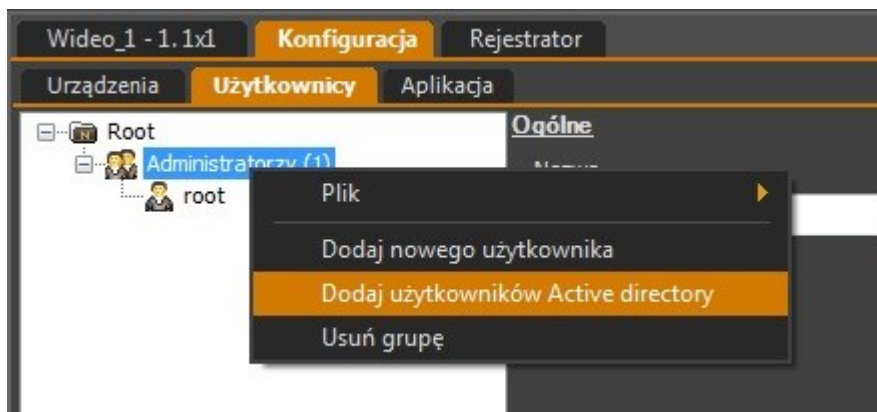 Wideo_1 - 1. 1x1 Konfiguracja Rejestrator
Urządzenia Użytkownicy Aplikacja
Root
Administratorzy (1)
root
Ogólne
Nazwa
Plik
Dodaj nowego użytkownika
Dodaj użytkowników Active directory
Usuń grupę